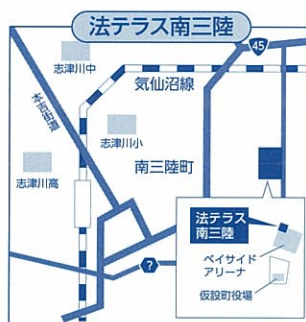 法テラス南三陸
45
志津川中
気仙沼線
本吉街道
志津川小
志津川高
南三陸町
法テラス
南三陸
ベイサイド
アリーナ
仮設町役場
?